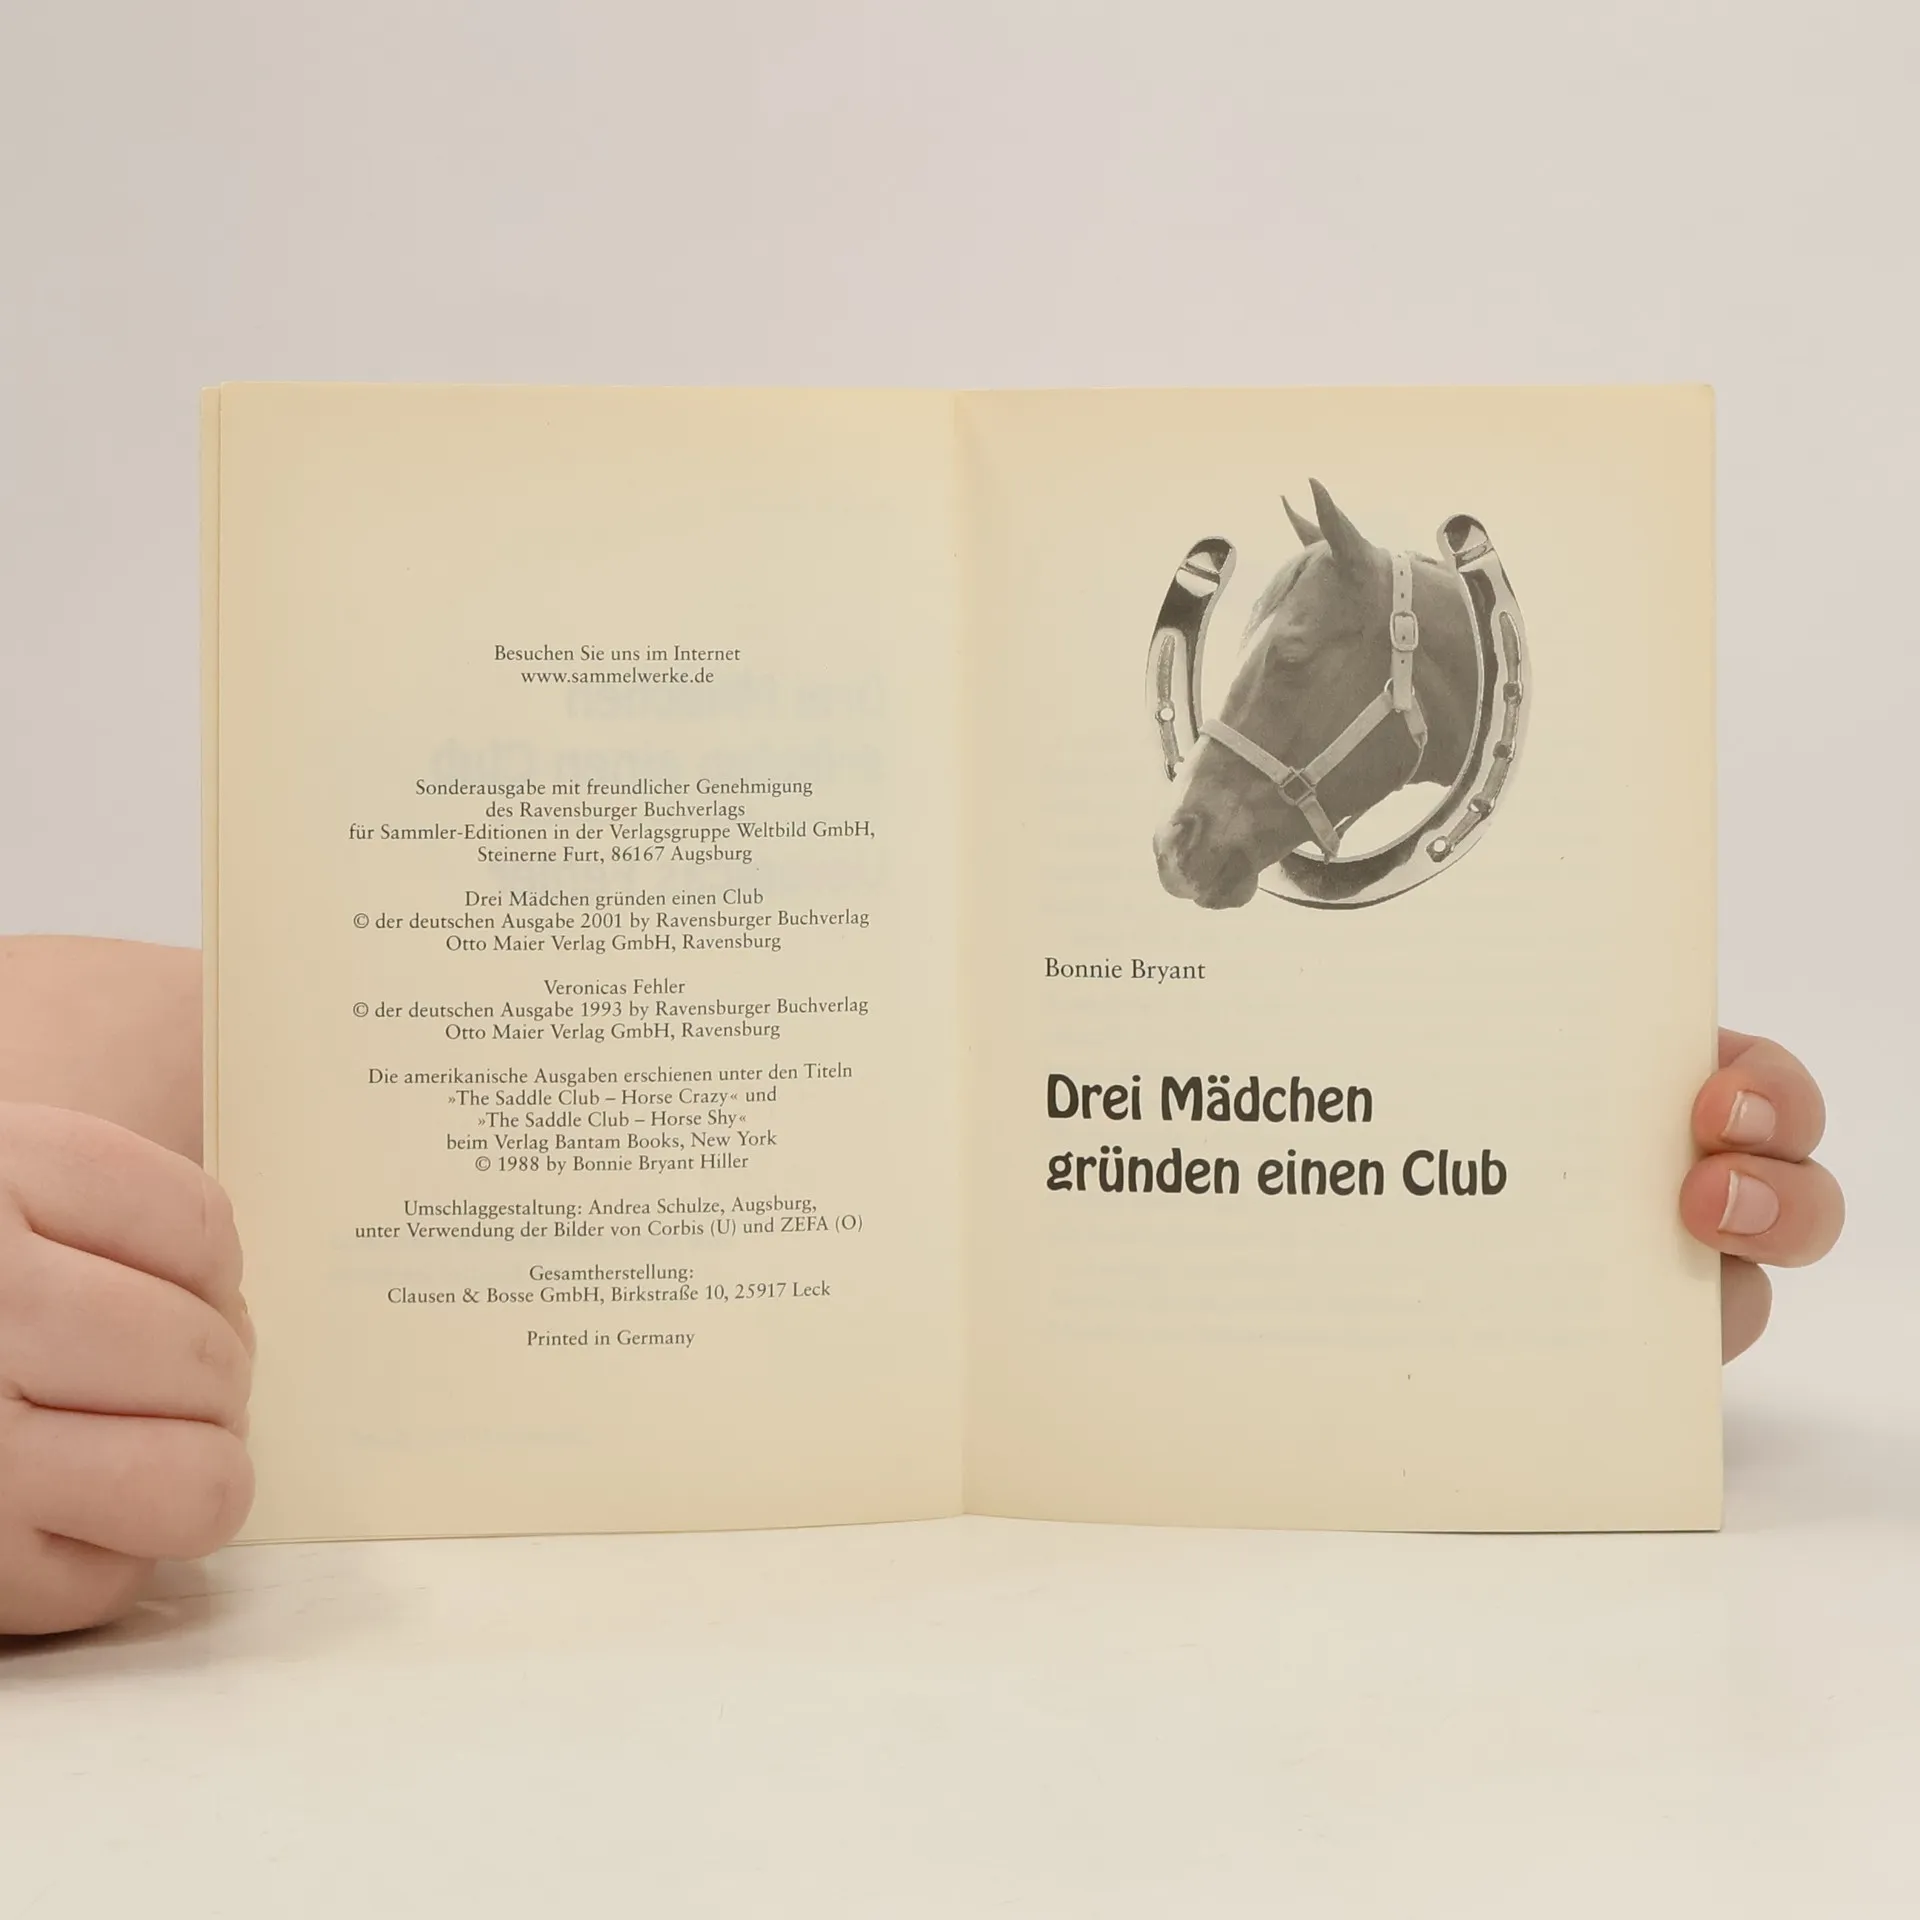 Besuchen Sie uns im Internet
www.sammelwerke.de
Sonderausgabe mit freundlicher Genehmigung
des Ravensburger Buchverlags
für Sammler-Editionen in der Verlagsgruppe Weltbild GmbH,
Steinerne Furt, 86167 Augsburg
Drei Mädchen gründen einen Club
© der deutschen Ausgabe 2001 by Ravensburger Buchverlag
Otto Maier Verlag GmbH, Ravensburg
Veronicas Fehler
© der deutschen Ausgabe 1993 by Ravensburger Buchverlag
Otto Maier Verlag GmbH, Ravensburg
Die amerikanische Ausgaben erschienen unter den Titeln
»The Saddle Club – Horse Crazy« und
»The Saddle Club – Horse Shy«
beim Verlag Bantam Books, New York
© 1988 by Bonnie Bryant Hiller
Umschlaggestaltung: Andrea Schulze, Augsburg,
unter Verwendung der Bilder von Corbis (U) und ZEFA (O)
Gesamtherstellung:
Clausen & Bosse GmbH, Birkstraße 10, 25917 Leck
Printed in Germany
Bonnie Bryant
Drei Mädchen
gründen einen Club